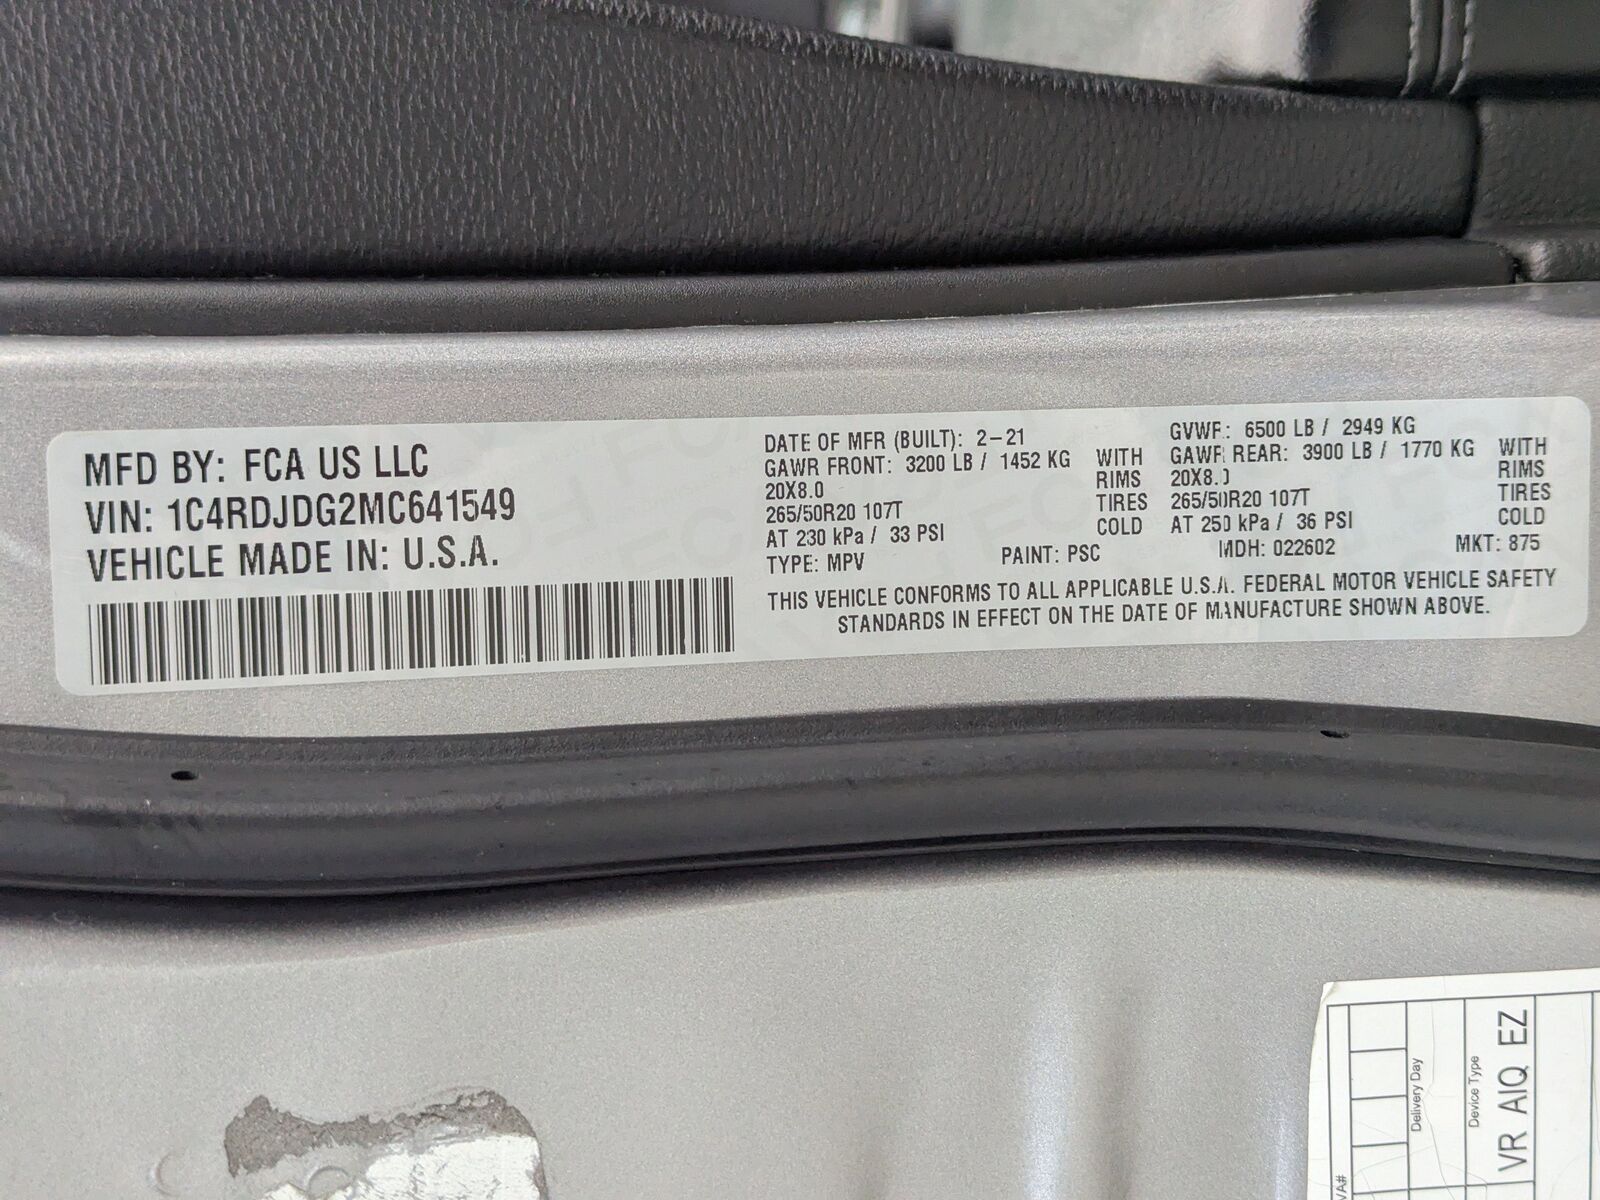 MFD BY: FCA US LLC
VIN: 1C4RDJDG2MC641549
VEHICLE MADE IN: U.S.A.
DATE OF MFR (BUILT): 2-21
GAWR FRONT: 3200 LB / 1452 KG WITH
20X8.0 RIMS
265/50R20 107T TIRES
AT 230 kPa / 33 PSI COLD
TYPE: MPV PAINT: PSC
GVWR: 6500 LB / 2949 KG
GAWR REAR: 3900 LB / 1770 KG WITH
20X8.0 RIMS
265/50R20 107T TIRES
AT 250 kPa / 36 PSI COLD
MDH: 022602 MKT: 875
THIS VEHICLE CONFORMS TO ALL APPLICABLE U.S.A. FEDERAL MOTOR VEHICLE SAFETY
STANDARDS IN EFFECT ON THE DATE OF MANUFACTURE SHOWN ABOVE.
Delivery Day
Device Type
VR AIQ EZ